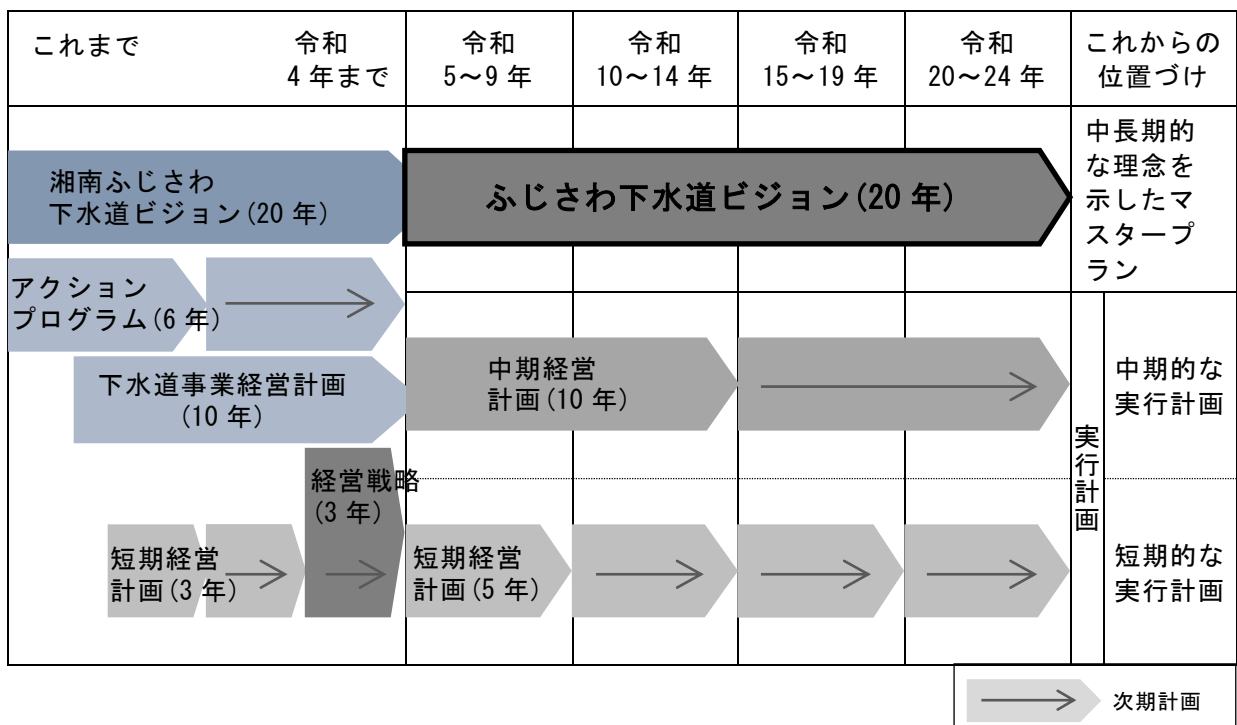 これまで
令和
4年まで
令和
5～9年
令和
10～14年
令和
15～19年
令和
20～24年
これからの
位置づけ
湘南ふじさわ
下水道ビジョン(20年)
ふじさわ下水道ビジョン(20年)
中長期的
な理念を
示したマ
スタープ
ラン
アクション
プログラム(6年)
下水道事業経営計画
(10年)
中期経営
計画(10年)
実行計画
中期的な
実行計画
経営戦略
(3年)
短期経営
計画(3年)
短期経営
計画(5年)
短期的な
実行計画
次期計画